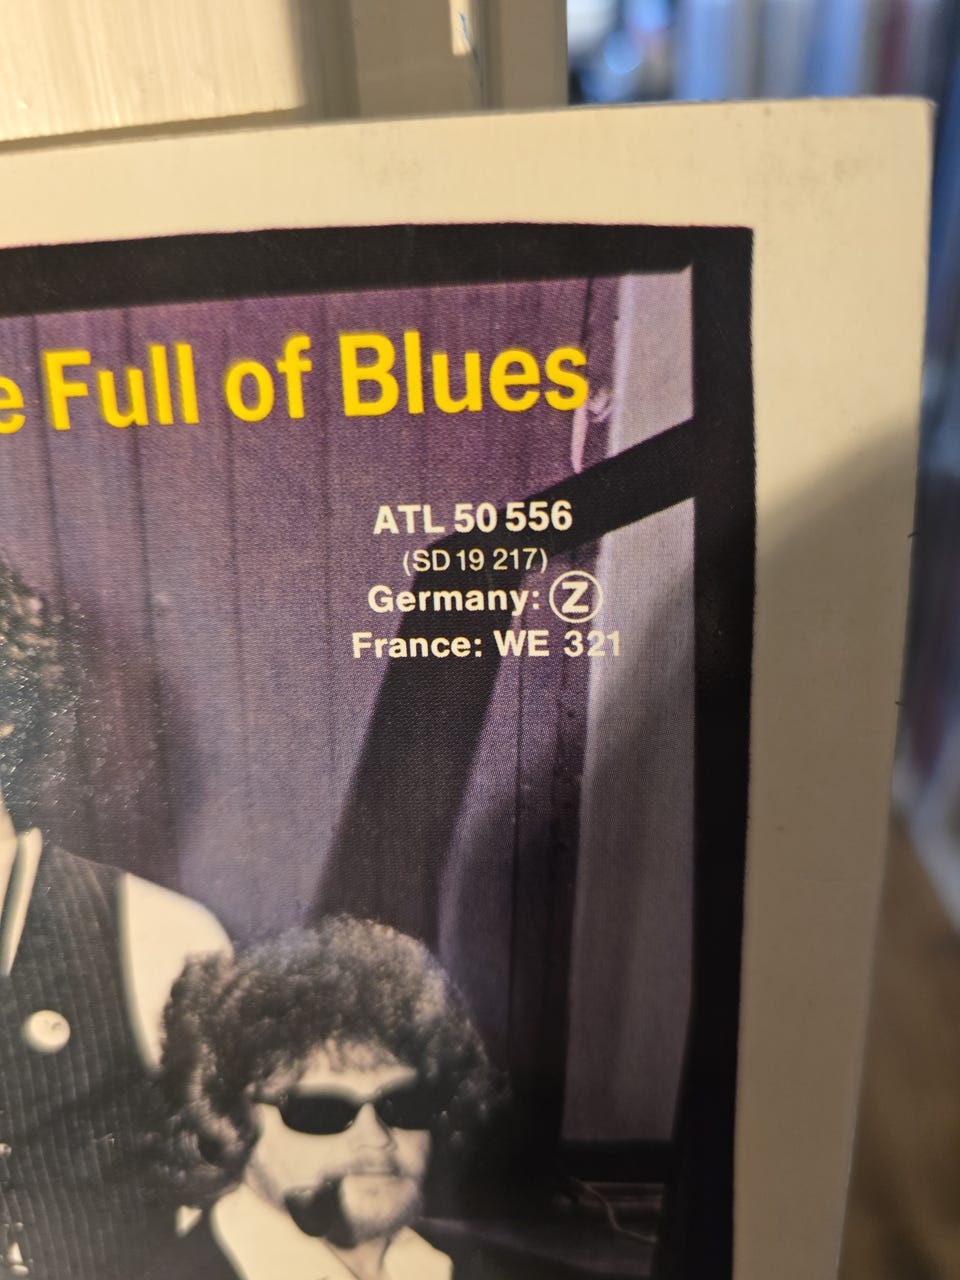 e Full of Blues
ATL 50 556
(SD 19 217)
Germany: Ⓩ
France: WE 321